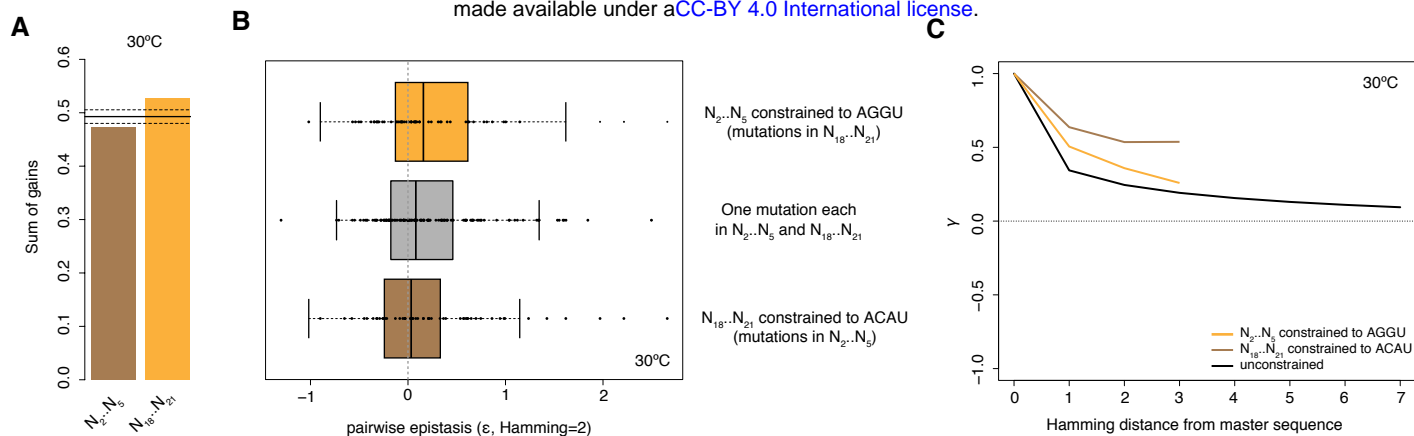 made available under aCC-BY 4.0 International license.
A
30ºC
Sum of gains
0.6
0.5
0.4
0.3
0.2
0.1
0.0
N2..N5
N18..N21
B
N2..N5 constrained to AGGU
(mutations in N18..N21)
One mutation each
in N2..N5 and N18..N21
N18..N21 constrained to ACAU
(mutations in N2..N5)
30ºC
−1 0 1 2
pairwise epistasis (ε, Hamming=2)
C
30ºC
γ
1.0
0.5
0.0
−0.5
−1.0
N2..N5 constrained to AGGU
N18..N21 constrained to ACAU
unconstrained
0 1 2 3 4 5 6 7
Hamming distance from master sequence